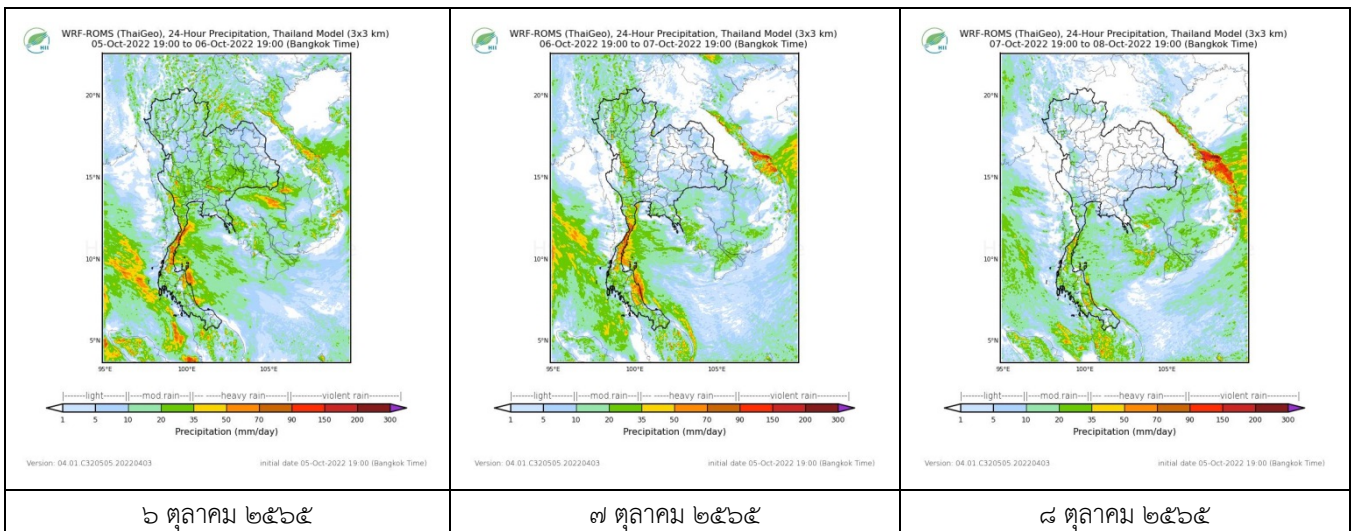 HII
WRF-ROMS (ThaiGeo), 24-Hour Precipitation, Thailand Model (3x3 km)
05-Oct-2022 19:00 to 06-Oct-2022 19:00 (Bangkok Time)
20°N
15°N
10°N
5°N
95°E 100°E 105°E
|------light------||---mod rain---||--- ---heavy rain------||------violent rain------|
1 5 10 20 35 50 70 90 150 200 300
Precipitation (mm/day)
Version: 04.01.C320505.20220403 initial date 05-Oct-2022 19:00 (Bangkok Time)
๖ ตุลาคม ๒๕๖๕
HII
WRF-ROMS (ThaiGeo), 24-Hour Precipitation, Thailand Model (3x3 km)
06-Oct-2022 19:00 to 07-Oct-2022 19:00 (Bangkok Time)
20°N
15°N
10°N
5°N
95°E 100°E 105°E
|------light------||---mod rain---||--- ---heavy rain------||------violent rain------|
1 5 10 20 35 50 70 90 150 200 300
Precipitation (mm/day)
Version: 04.01.C320505.20220403 initial date 05-Oct-2022 19:00 (Bangkok Time)
๗ ตุลาคม ๒๕๖๕
HII
WRF-ROMS (ThaiGeo), 24-Hour Precipitation, Thailand Model (3x3 km)
07-Oct-2022 19:00 to 08-Oct-2022 19:00 (Bangkok Time)
20°N
15°N
10°N
5°N
95°E 100°E 105°E
|------light------||---mod rain---||--- ---heavy rain------||------violent rain------|
1 5 10 20 35 50 70 90 150 200 300
Precipitation (mm/day)
Version: 04.01.C320505.20220403 initial date 05-Oct-2022 19:00 (Bangkok Time)
๘ ตุลาคม ๒๕๖๕